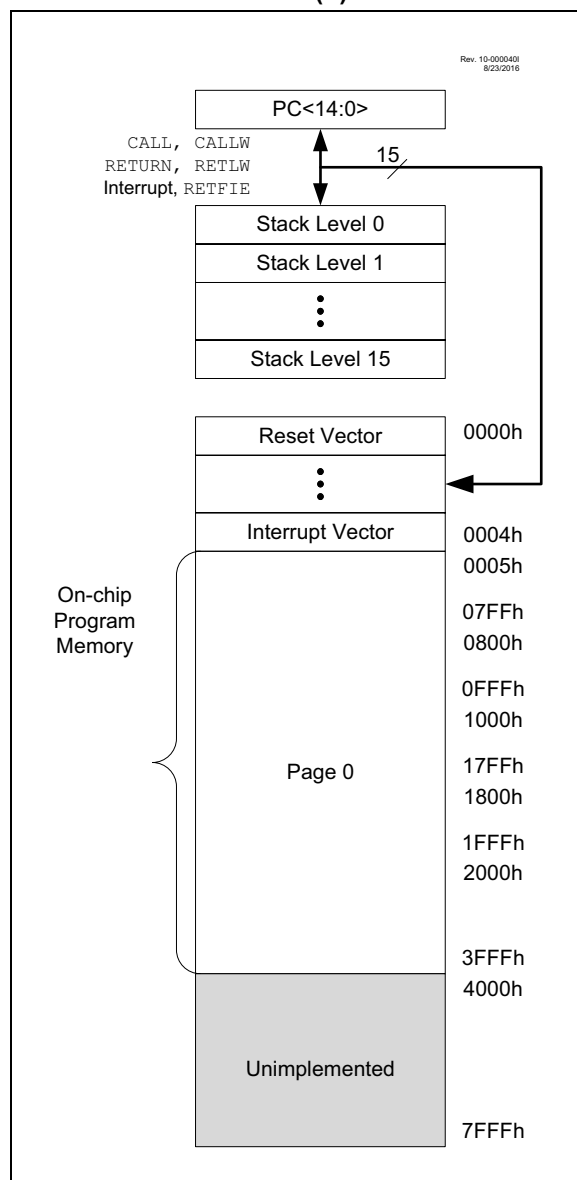 Rev. 10-000040I
8/23/2016
PC<14:0>
CALL, CALLW
RETURN, RETLW
Interrupt, RETFIE
15
Stack Level 0
Stack Level 1
Stack Level 15
Reset Vector
0000h
Interrupt Vector
0004h
0005h
On-chip
Program
Memory
07FFh
0800h
0FFFh
1000h
Page 0
17FFh
1800h
1FFFh
2000h
3FFFh
4000h
Unimplemented
7FFFh